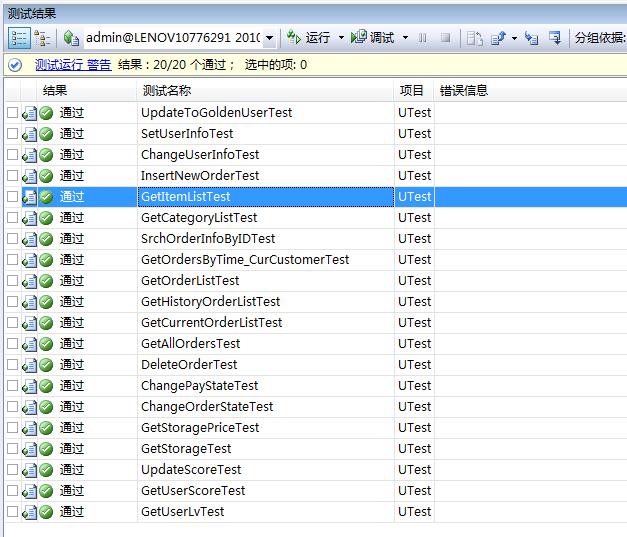 测试结果
admin@LENOV10776291 2010 运行 调试 分组依据:
测试运行 警告 结果：20/20 个通过； 选中的项: 0
结果 测试名称 项目 错误信息
通过 UpdateToGoldenUserTest UTest
通过 SetUserInfoTest UTest
通过 ChangeUserInfoTest UTest
通过 InsertNewOrderTest UTest
通过 GetItemListTest UTest
通过 GetCategoryListTest UTest
通过 SrchOrderInfoByIDTest UTest
通过 GetOrdersByTime_CurCustomerTest UTest
通过 GetOrderListTest UTest
通过 GetHistoryOrderListTest UTest
通过 GetCurrentOrderListTest UTest
通过 GetAllOrdersTest UTest
通过 DeleteOrderTest UTest
通过 ChangePayStateTest UTest
通过 ChangeOrderStateTest UTest
通过 GetStoragePriceTest UTest
通过 GetStorageTest UTest
通过 UpdateScoreTest UTest
通过 GetUserScoreTest UTest
通过 GetUserLvTest UTest